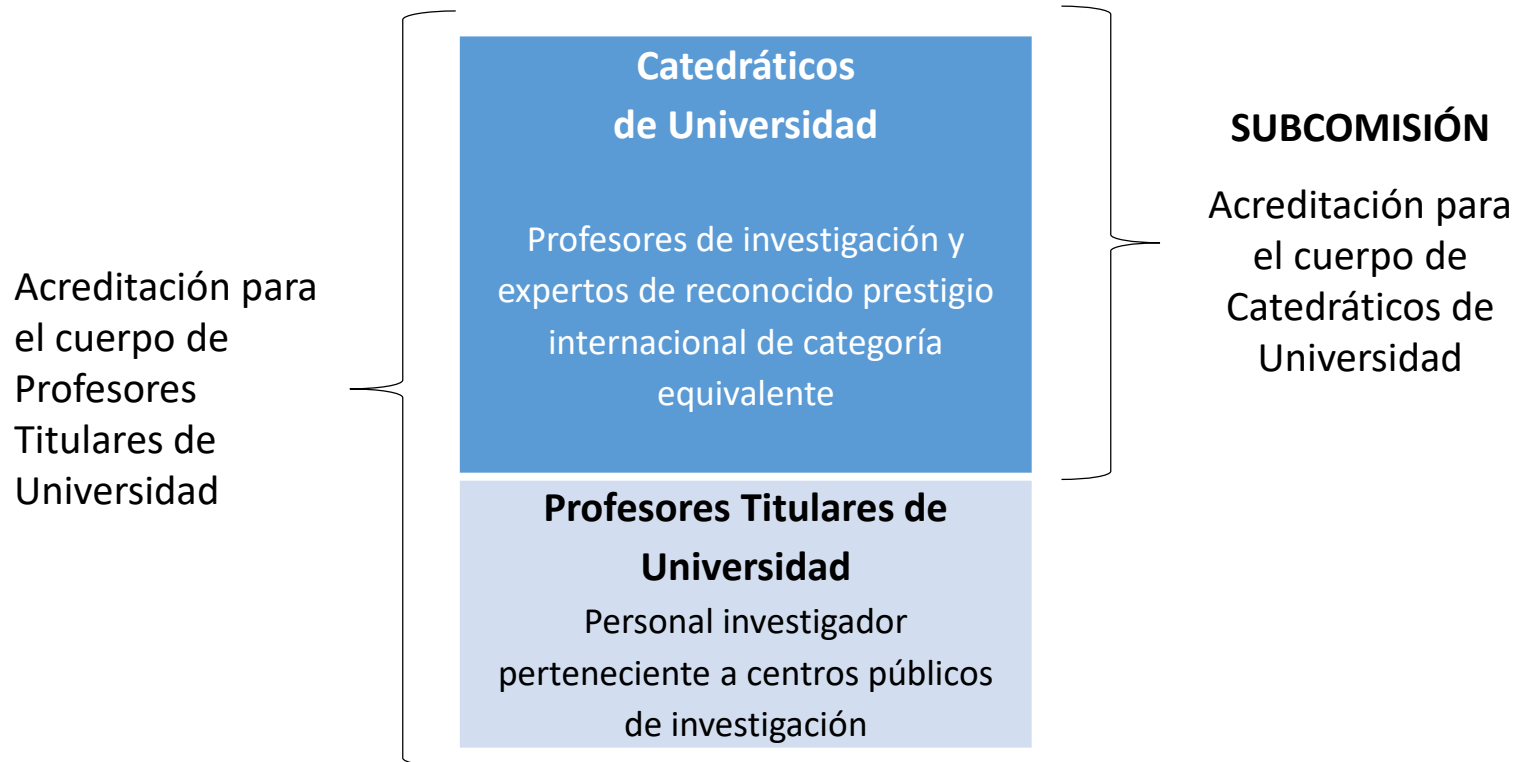 Acreditación para
el cuerpo de
Profesores
Titulares de
Universidad
Catedráticos
de Universidad
Profesores de investigación y
expertos de reconocido prestigio
internacional de categoría
equivalente
Profesores Titulares de
Universidad
Personal investigador
perteneciente a centros públicos
de investigación
SUBCOMISIÓN
Acreditación para
el cuerpo de
Catedráticos de
Universidad